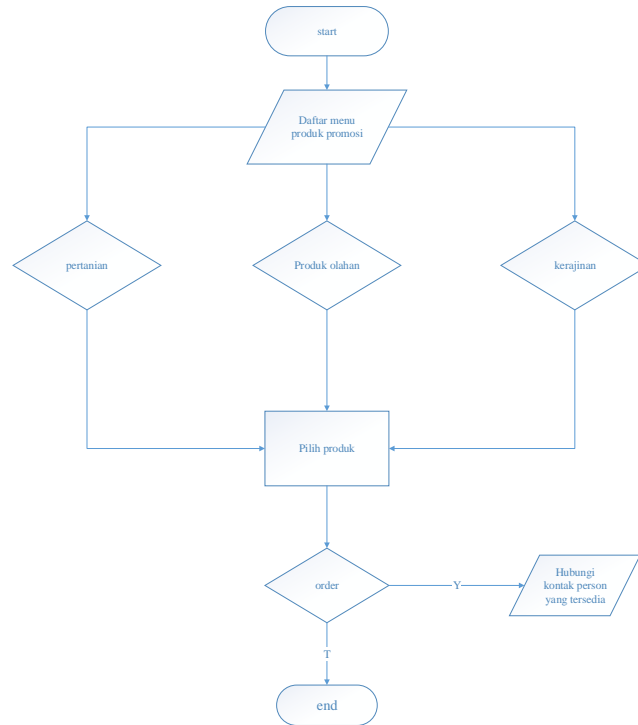 start
Daftar menu
produk promosi
pertanian
Produk olahan
kerajinan
Pilih produk
order
Y
Hubungi
kontak person
yang tersedia
T
end